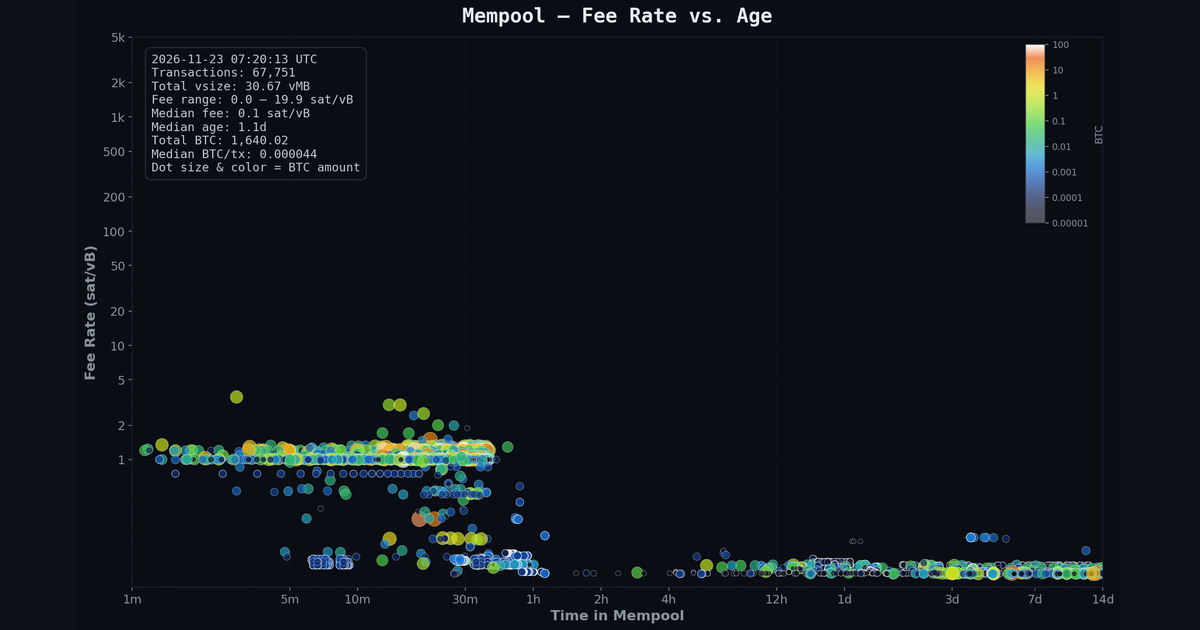 Mempool — Fee Rate vs. Age
2026-11-23 07:20:13 UTC
Transactions: 67,751
Total vsize: 30.67 vMB
Fee range: 0.0 — 19.9 sat/vB
Median fee: 0.1 sat/vB
Median age: 1.1d
Total BTC: 1,640.02
Median BTC/tx: 0.000044
Dot size & color = BTC amount
5k
2k
1k
500
200
100
50
20
10
5
2
1
Fee Rate (sat/vB)
100
10
1
0.1
0.01
0.001
0.0001
0.00001
BTC
1m
5m
10m
30m
1h
2h
4h
12h
1d
3d
7d
14d
Time in Mempool